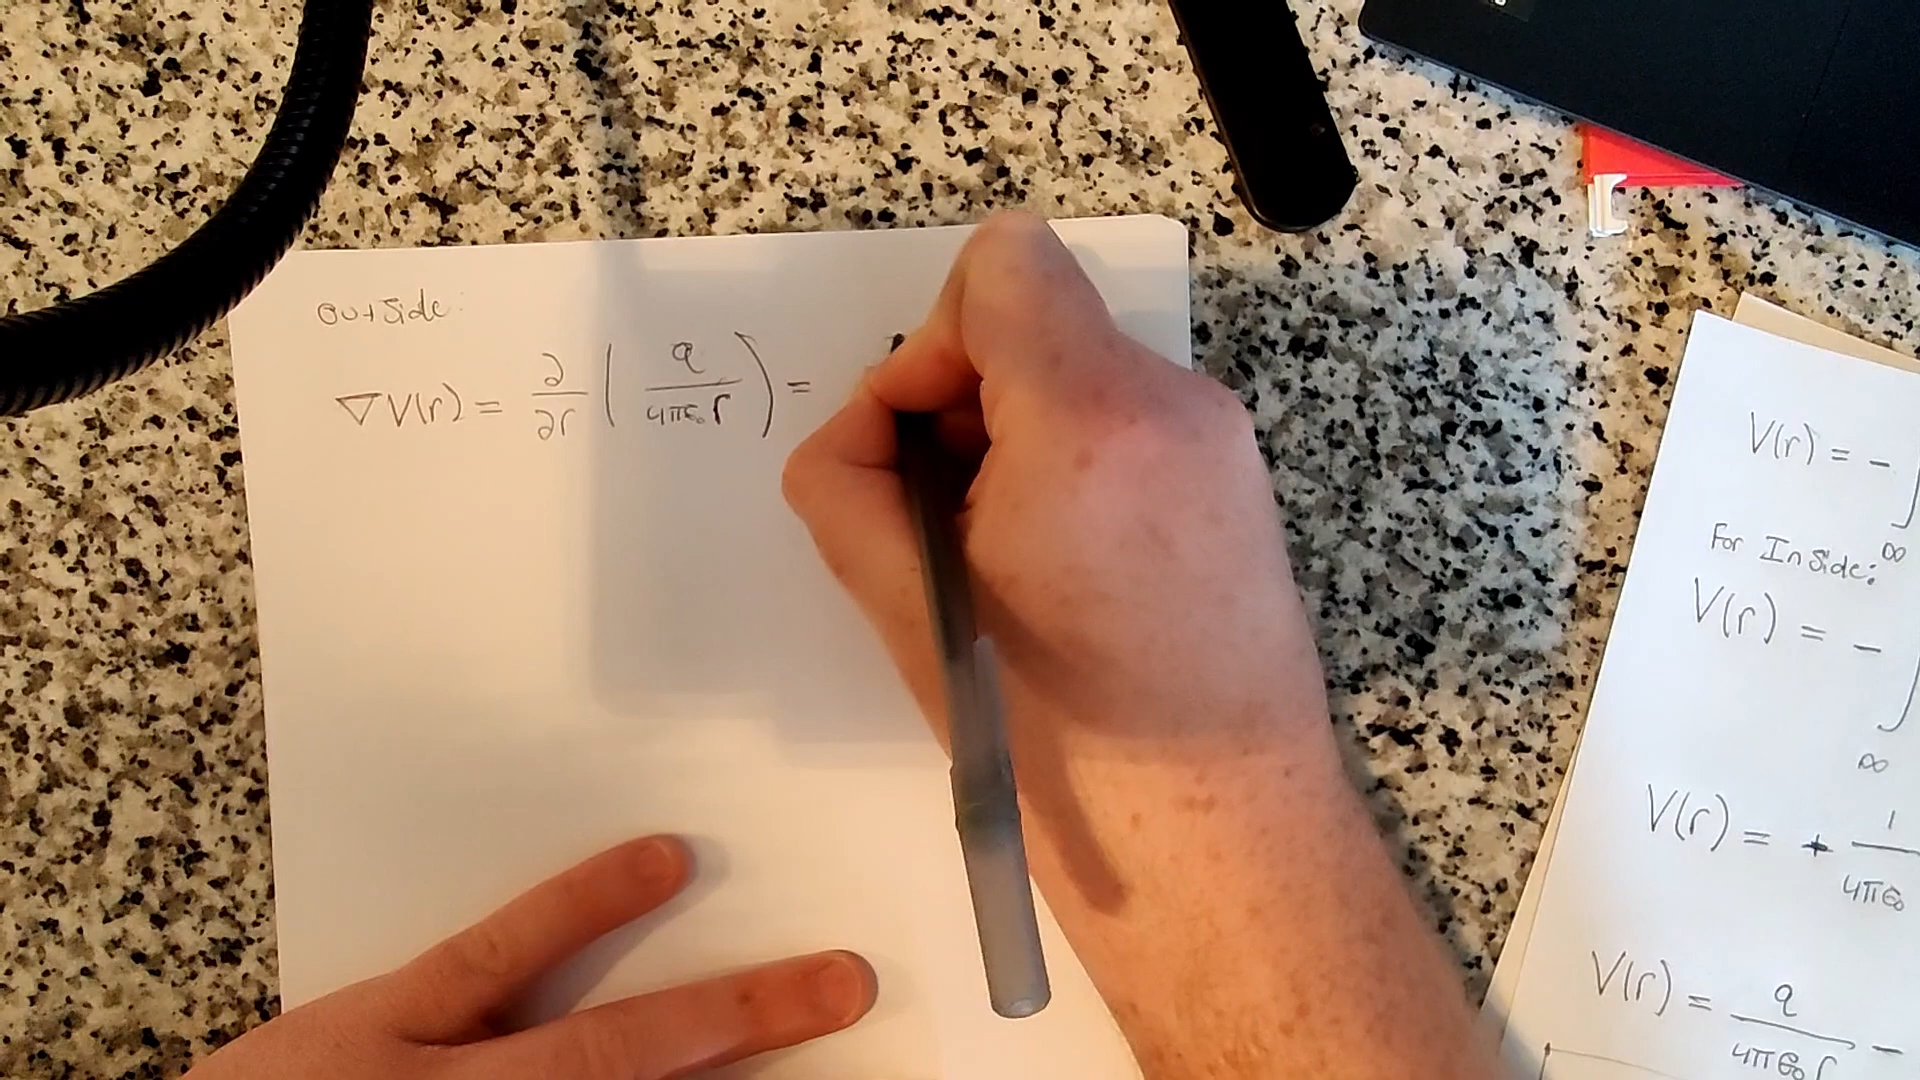 Outside:
∇V(r) = ∂/∂r ( q / 4πε₀r ) =
V(r) = - ∫
∞
For Inside:
V(r) = - ∫
∞
V(r) = + 1 / 4πε₀
V(r) = q / 4πε₀r -